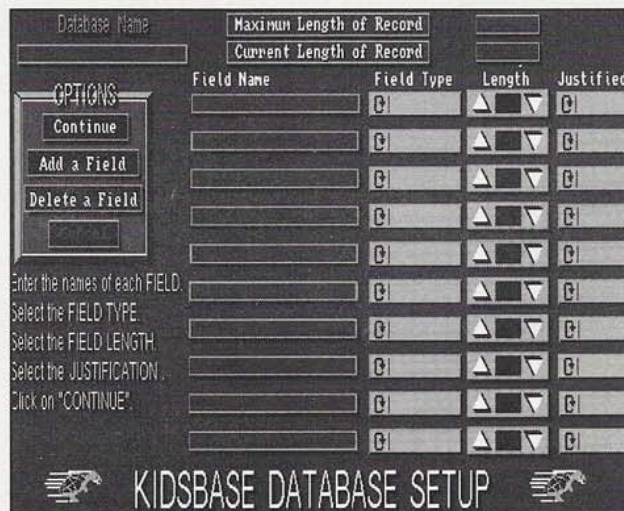 Database Name
Maximum Length of Record
Current Length of Record
Field Name Field Type Length Justified
OPTIONS
Continue
Add a Field
Delete a Field
Enter the names of each FIELD.
Select the FIELD TYPE.
Select the FIELD LENGTH.
Select the JUSTIFICATION .
Click on "CONTINUE".
KIDSBASE DATABASE SETUP